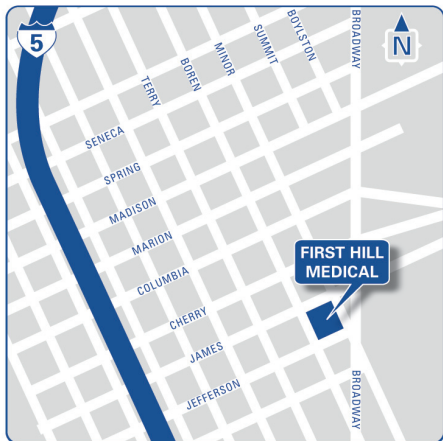 5
TERRY
BOREN
MINOR
SUMMIT
BOYLSTON
BROADWAY
N
SENECA
SPRING
MADISON
MARION
COLUMBIA
CHERRY
JAMES
JEFFERSON
FIRST HILL
MEDICAL
BROADWAY